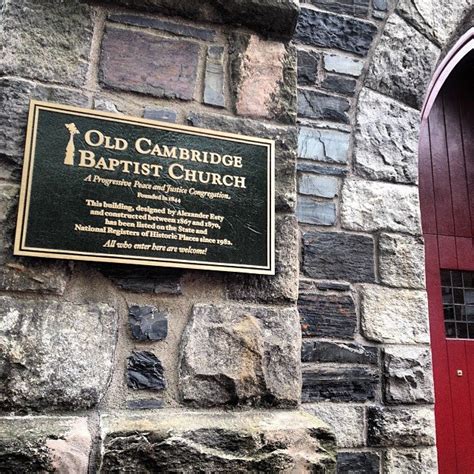 Old Cambridge
Baptist Church
A Progressive Peace and Justice Congregation.
Founded in 1844
This building, designed by Alexander Esty
and constructed between 1867 and 1870,
has been listed on the State and
National Registers of Historic Places since 1982.
All who enter here are welcome!